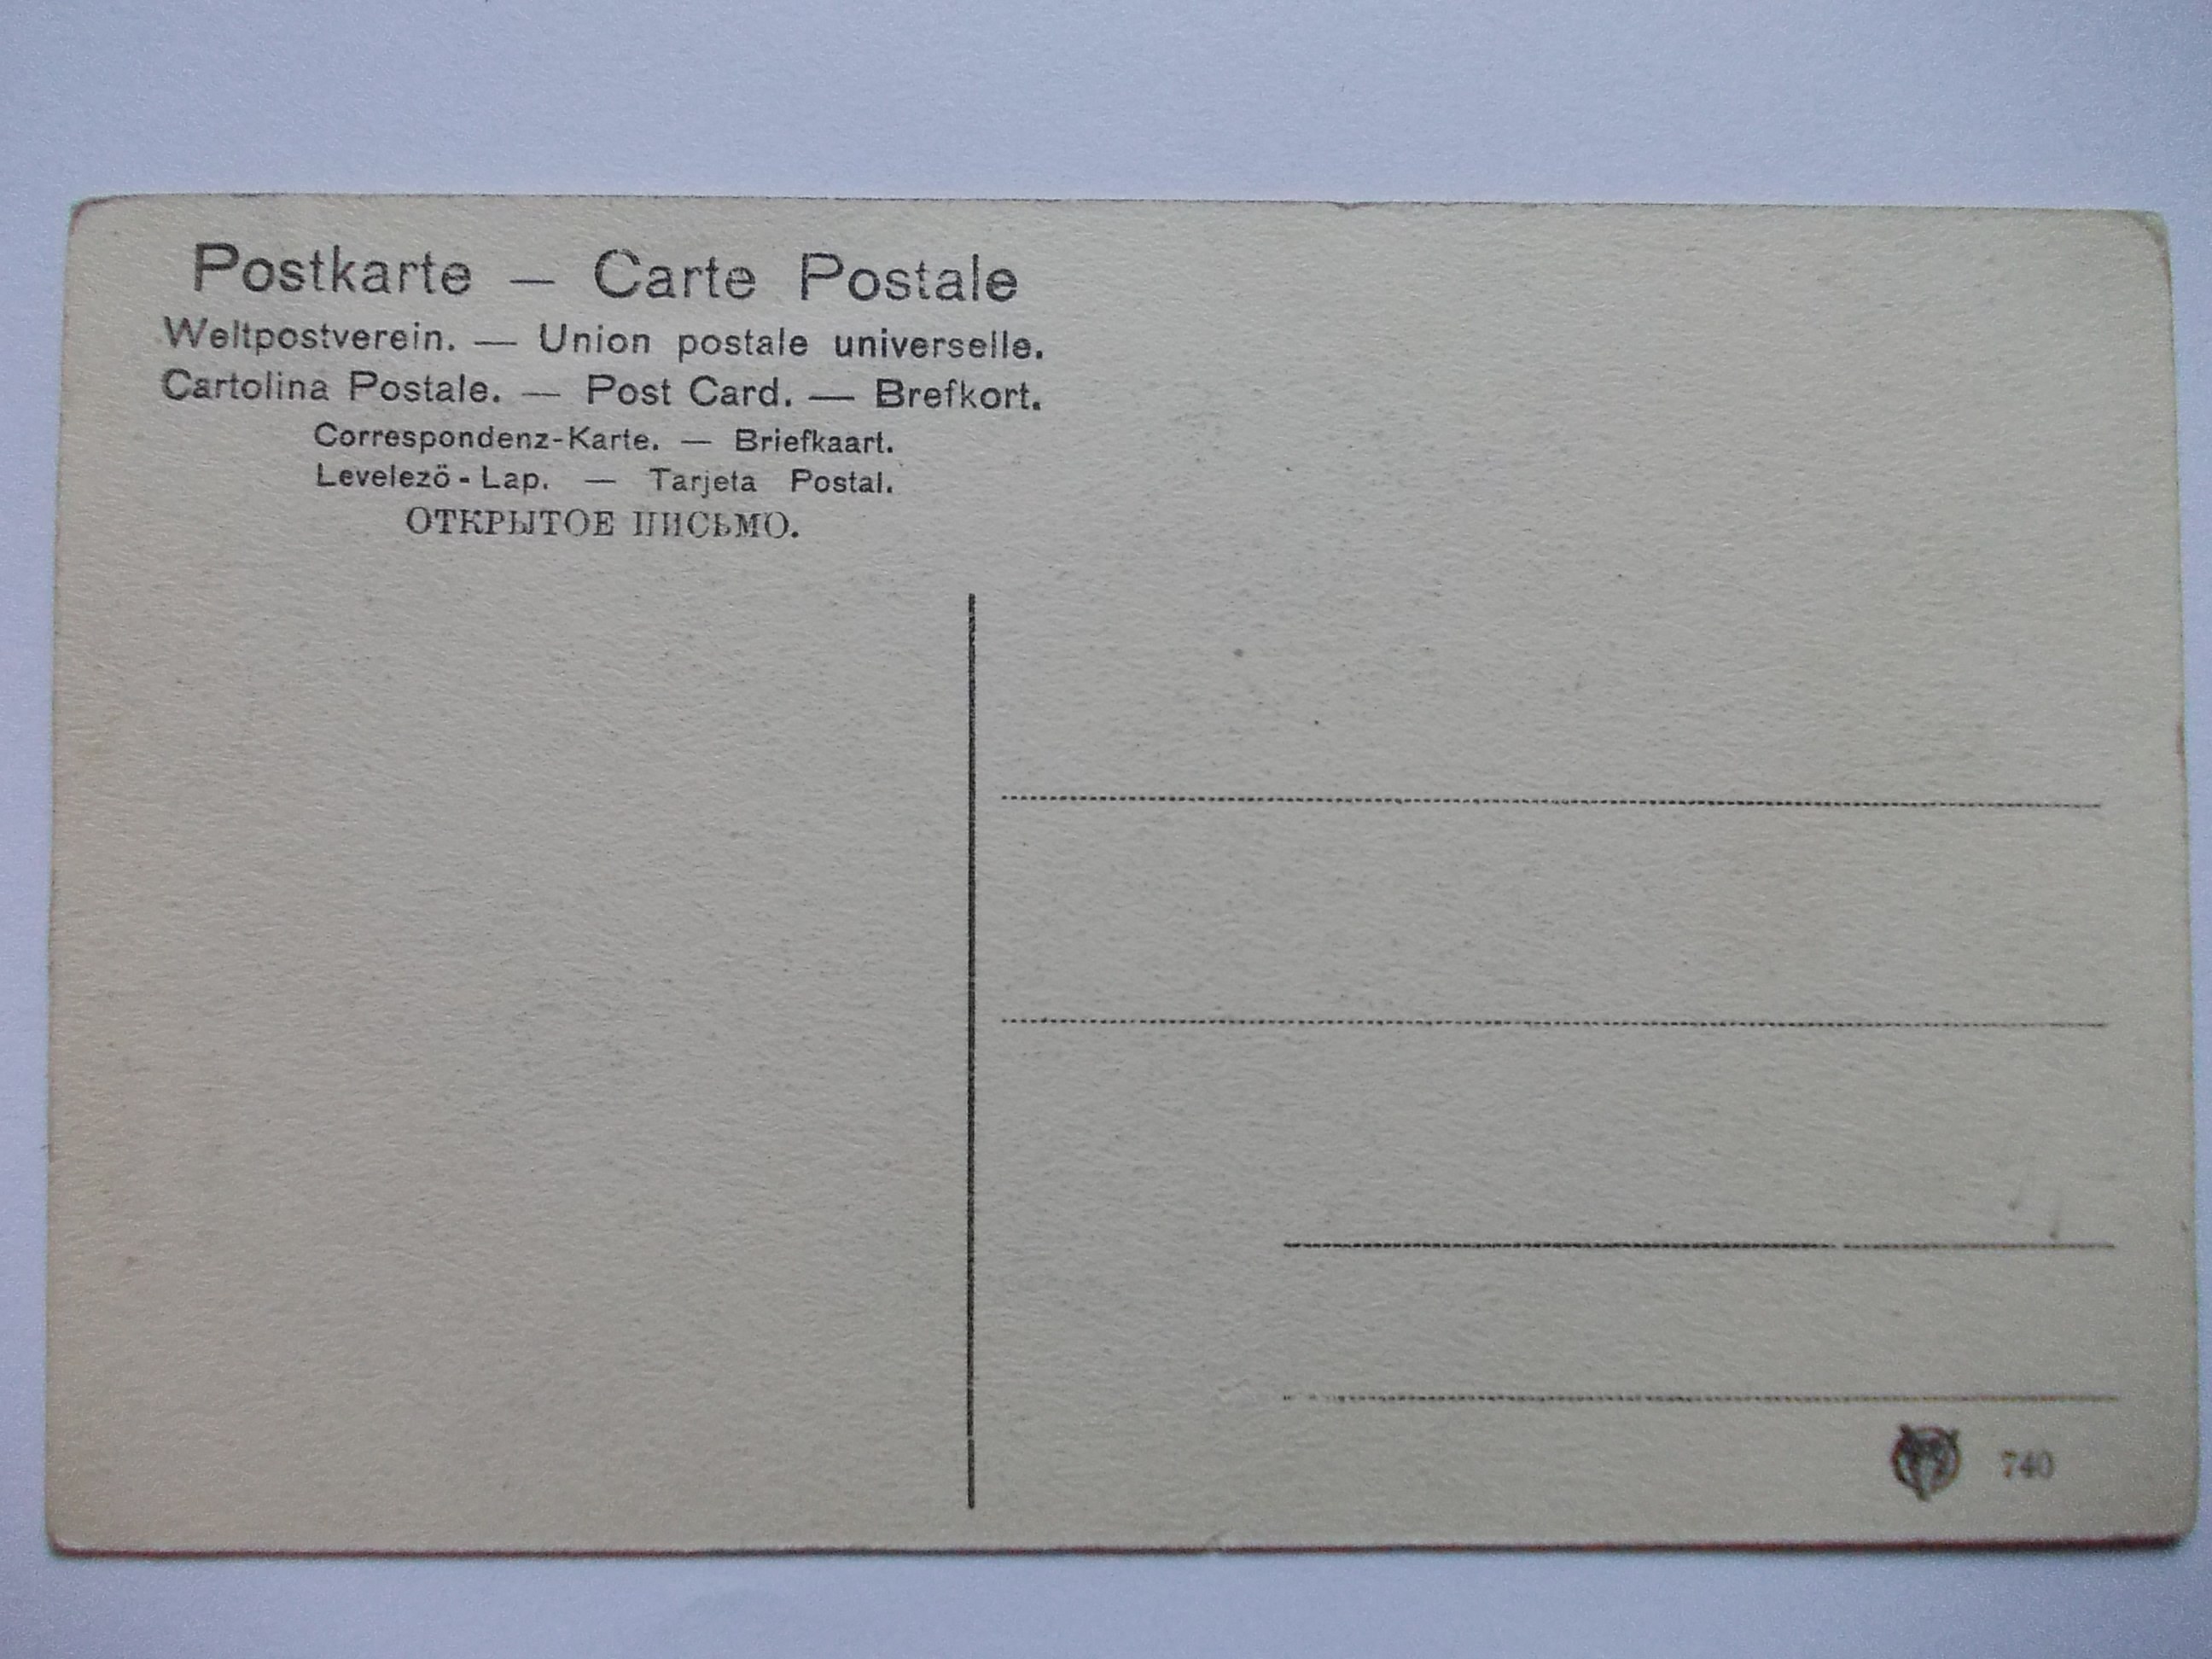 Postkarte — Carte Postale
Weltpostverein. — Union postale universelle.
Cartolina Postale. — Post Card. — Brefkort.
Correspondenz-Karte. — Briefkaart.
Levelezö - Lap. — Tarjeta Postal.
ОТКРЫТОЕ ПИСЬМО.
740